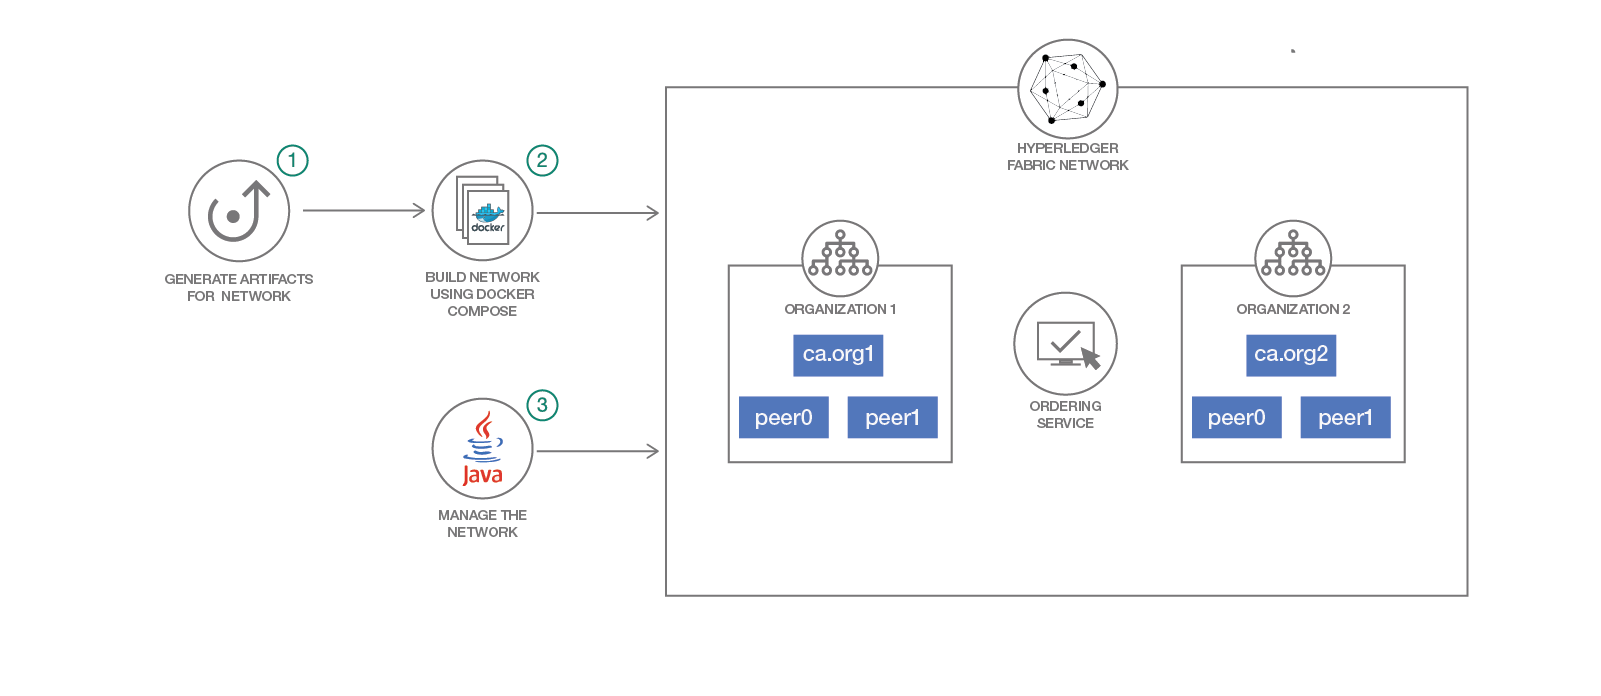 1
GENERATE ARTIFACTS
FOR NETWORK
2
docker
BUILD NETWORK
USING DOCKER
COMPOSE
3
Java
MANAGE THE
NETWORK
HYPERLEDGER
FABRIC NETWORK
ORGANIZATION 1
ca.org1
peer0 peer1
ORDERING
SERVICE
ORGANIZATION 2
ca.org2
peer0 peer1